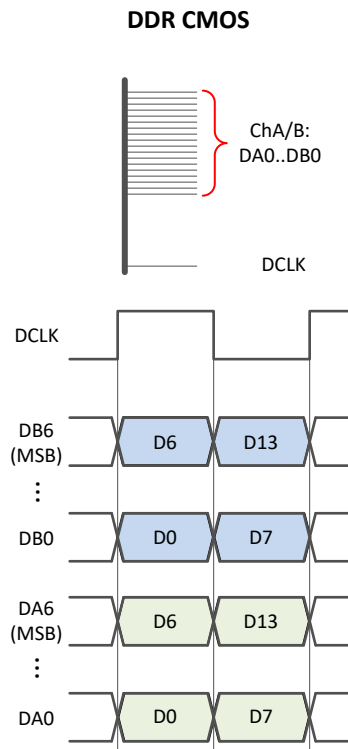 DDR CMOS
ChA/B:
DA0..DB0
DCLK
DCLK
DB6
(MSB)
D6
D13
⋮
DB0
D0
D7
DA6
(MSB)
D6
D13
⋮
DA0
D0
D7